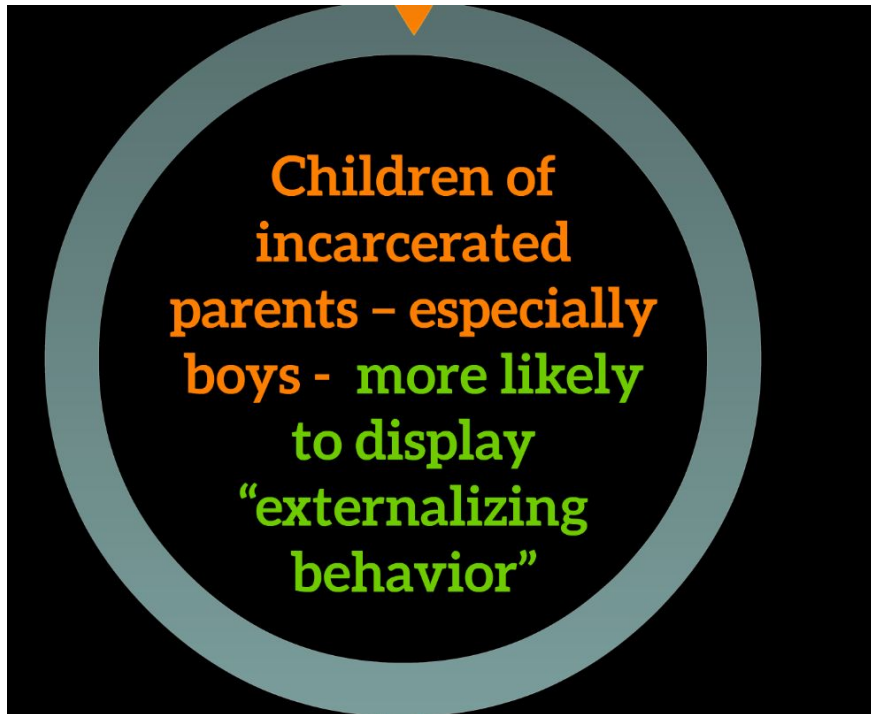 Children of
incarcerated
parents – especially
boys -  more likely
to display
“externalizing
behavior”